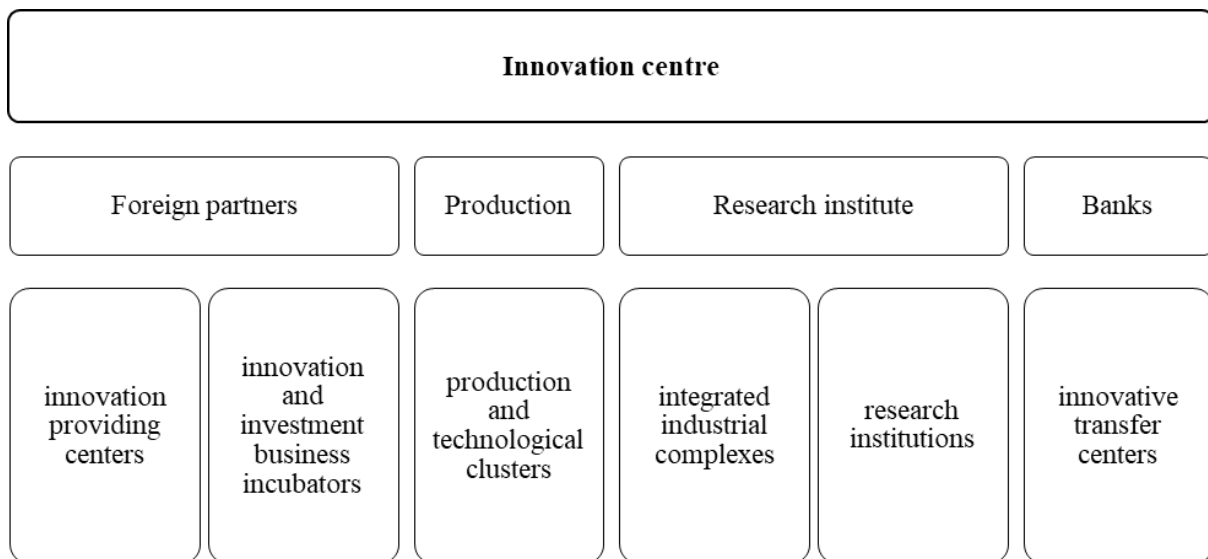 Innovation centre
Foreign partners
Production
Research institute
Banks
innovation
providing
centers
innovation
and
investment
business
incubators
production
and
technological
clusters
integrated
industrial
complexes
research
institutions
innovative
transfer
centers